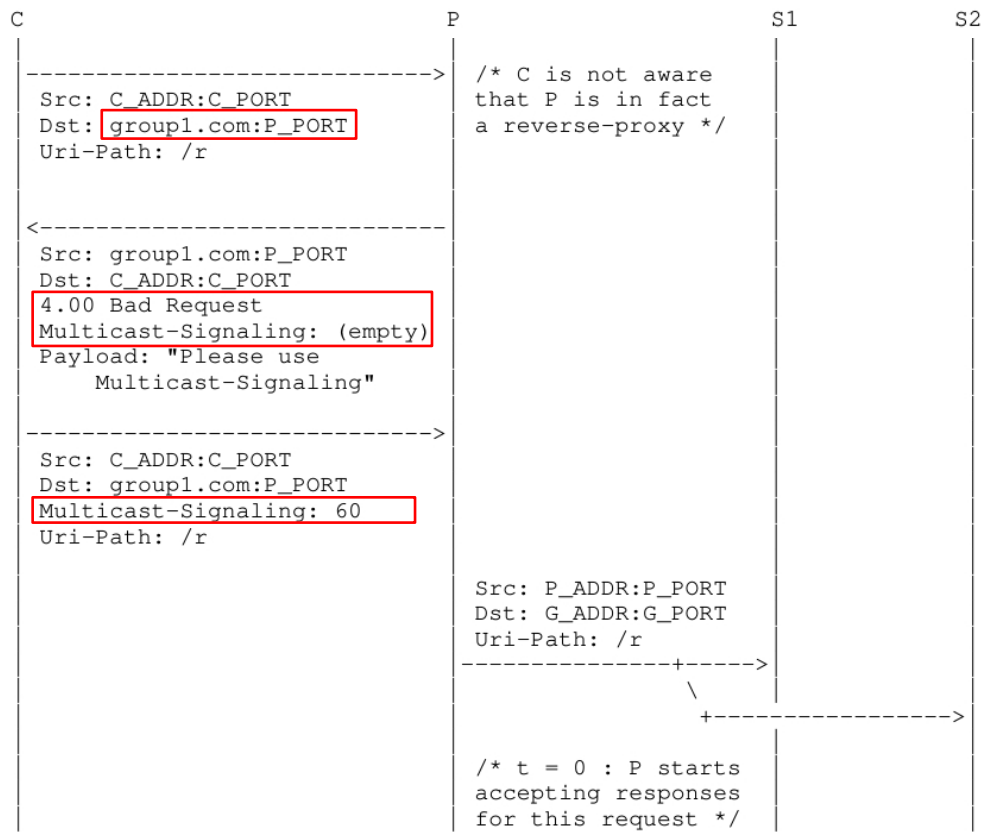 C P S1 S2
/* C is not aware
Src: C_ADDR:C_PORT that P is in fact
Dst: group1.com:P_PORT a reverse-proxy */
Uri-Path: /r
Src: group1.com:P_PORT
Dst: C_ADDR:C_PORT
4.00 Bad Request
Multicast-Signaling: (empty)
Payload: "Please use
Multicast-Signaling"
Src: C_ADDR:C_PORT
Dst: group1.com:P_PORT
Multicast-Signaling: 60
Uri-Path: /r
Src: P_ADDR:P_PORT
Dst: G_ADDR:G_PORT
Uri-Path: /r
/* t = 0 : P starts
accepting responses
for this request */